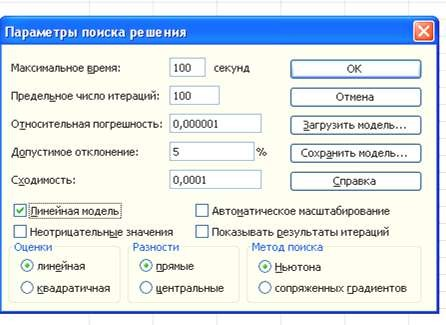 Параметры поиска решения
Максимальное время: 100 секунд OK
Предельное число итераций: 100 Отмена
Относительная погрешность: 0,000001 Загрузить модель...
Допустимое отклонение: 5 % Сохранить модель...
Сходимость: 0,0001 Справка
Линейная модель Автоматическое масштабирование
Неотрицательные значения Показывать результаты итераций
Оценки Разности Метод поиска
линейная прямые Ньютона
квадратичная центральные сопряженных градиентов